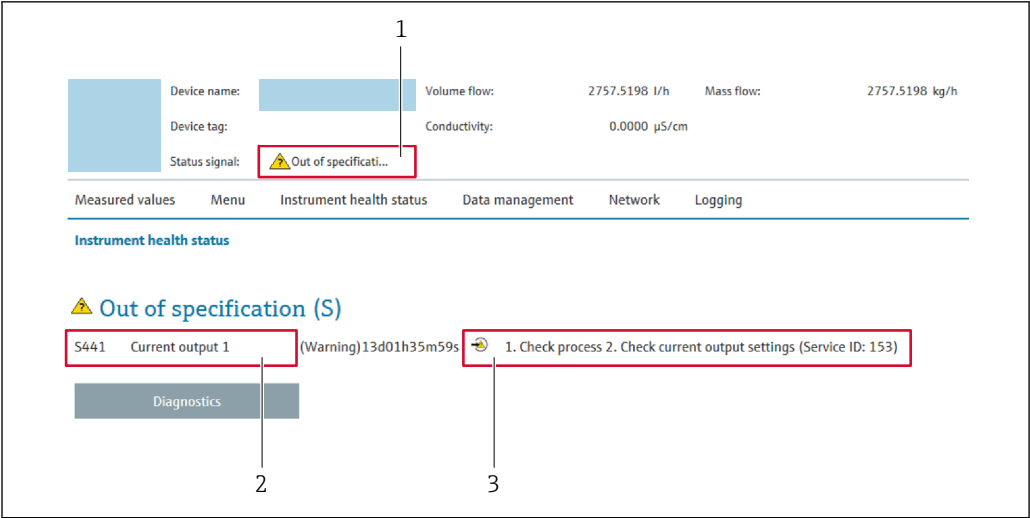 1
Device name: Volume flow: 2757.5198 l/h Mass flow: 2757.5198 kg/h
Device tag: Conductivity: 0.0000 µS/cm
Status signal: Out of specificati...
Measured values Menu Instrument health status Data management Network Logging
Instrument health status
Out of specification (S)
S441 Current output 1 (Warning)13d01h35m59s 1. Check process 2. Check current output settings (Service ID: 153)
Diagnostics
2 3